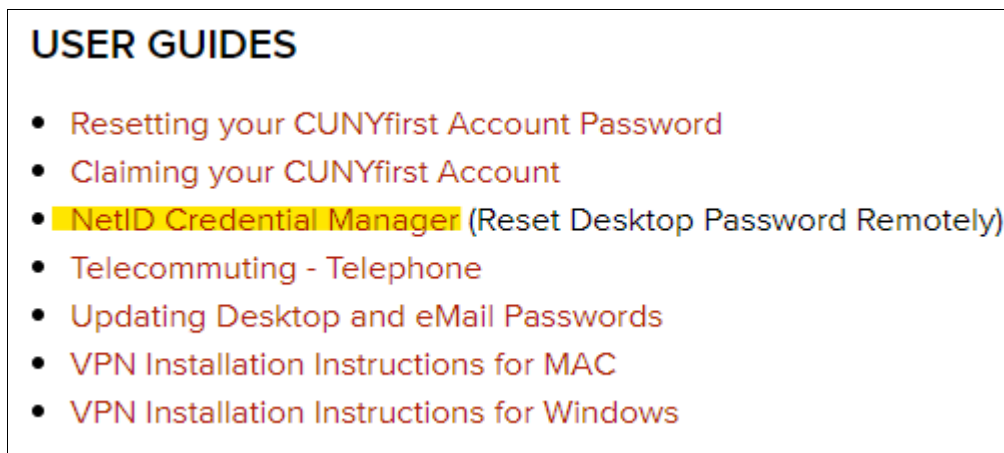 USER GUIDES
• Resetting your CUNYfirst Account Password
• Claiming your CUNYfirst Account
• NetID Credential Manager (Reset Desktop Password Remotely)
• Telecommuting - Telephone
• Updating Desktop and eMail Passwords
• VPN Installation Instructions for MAC
• VPN Installation Instructions for Windows